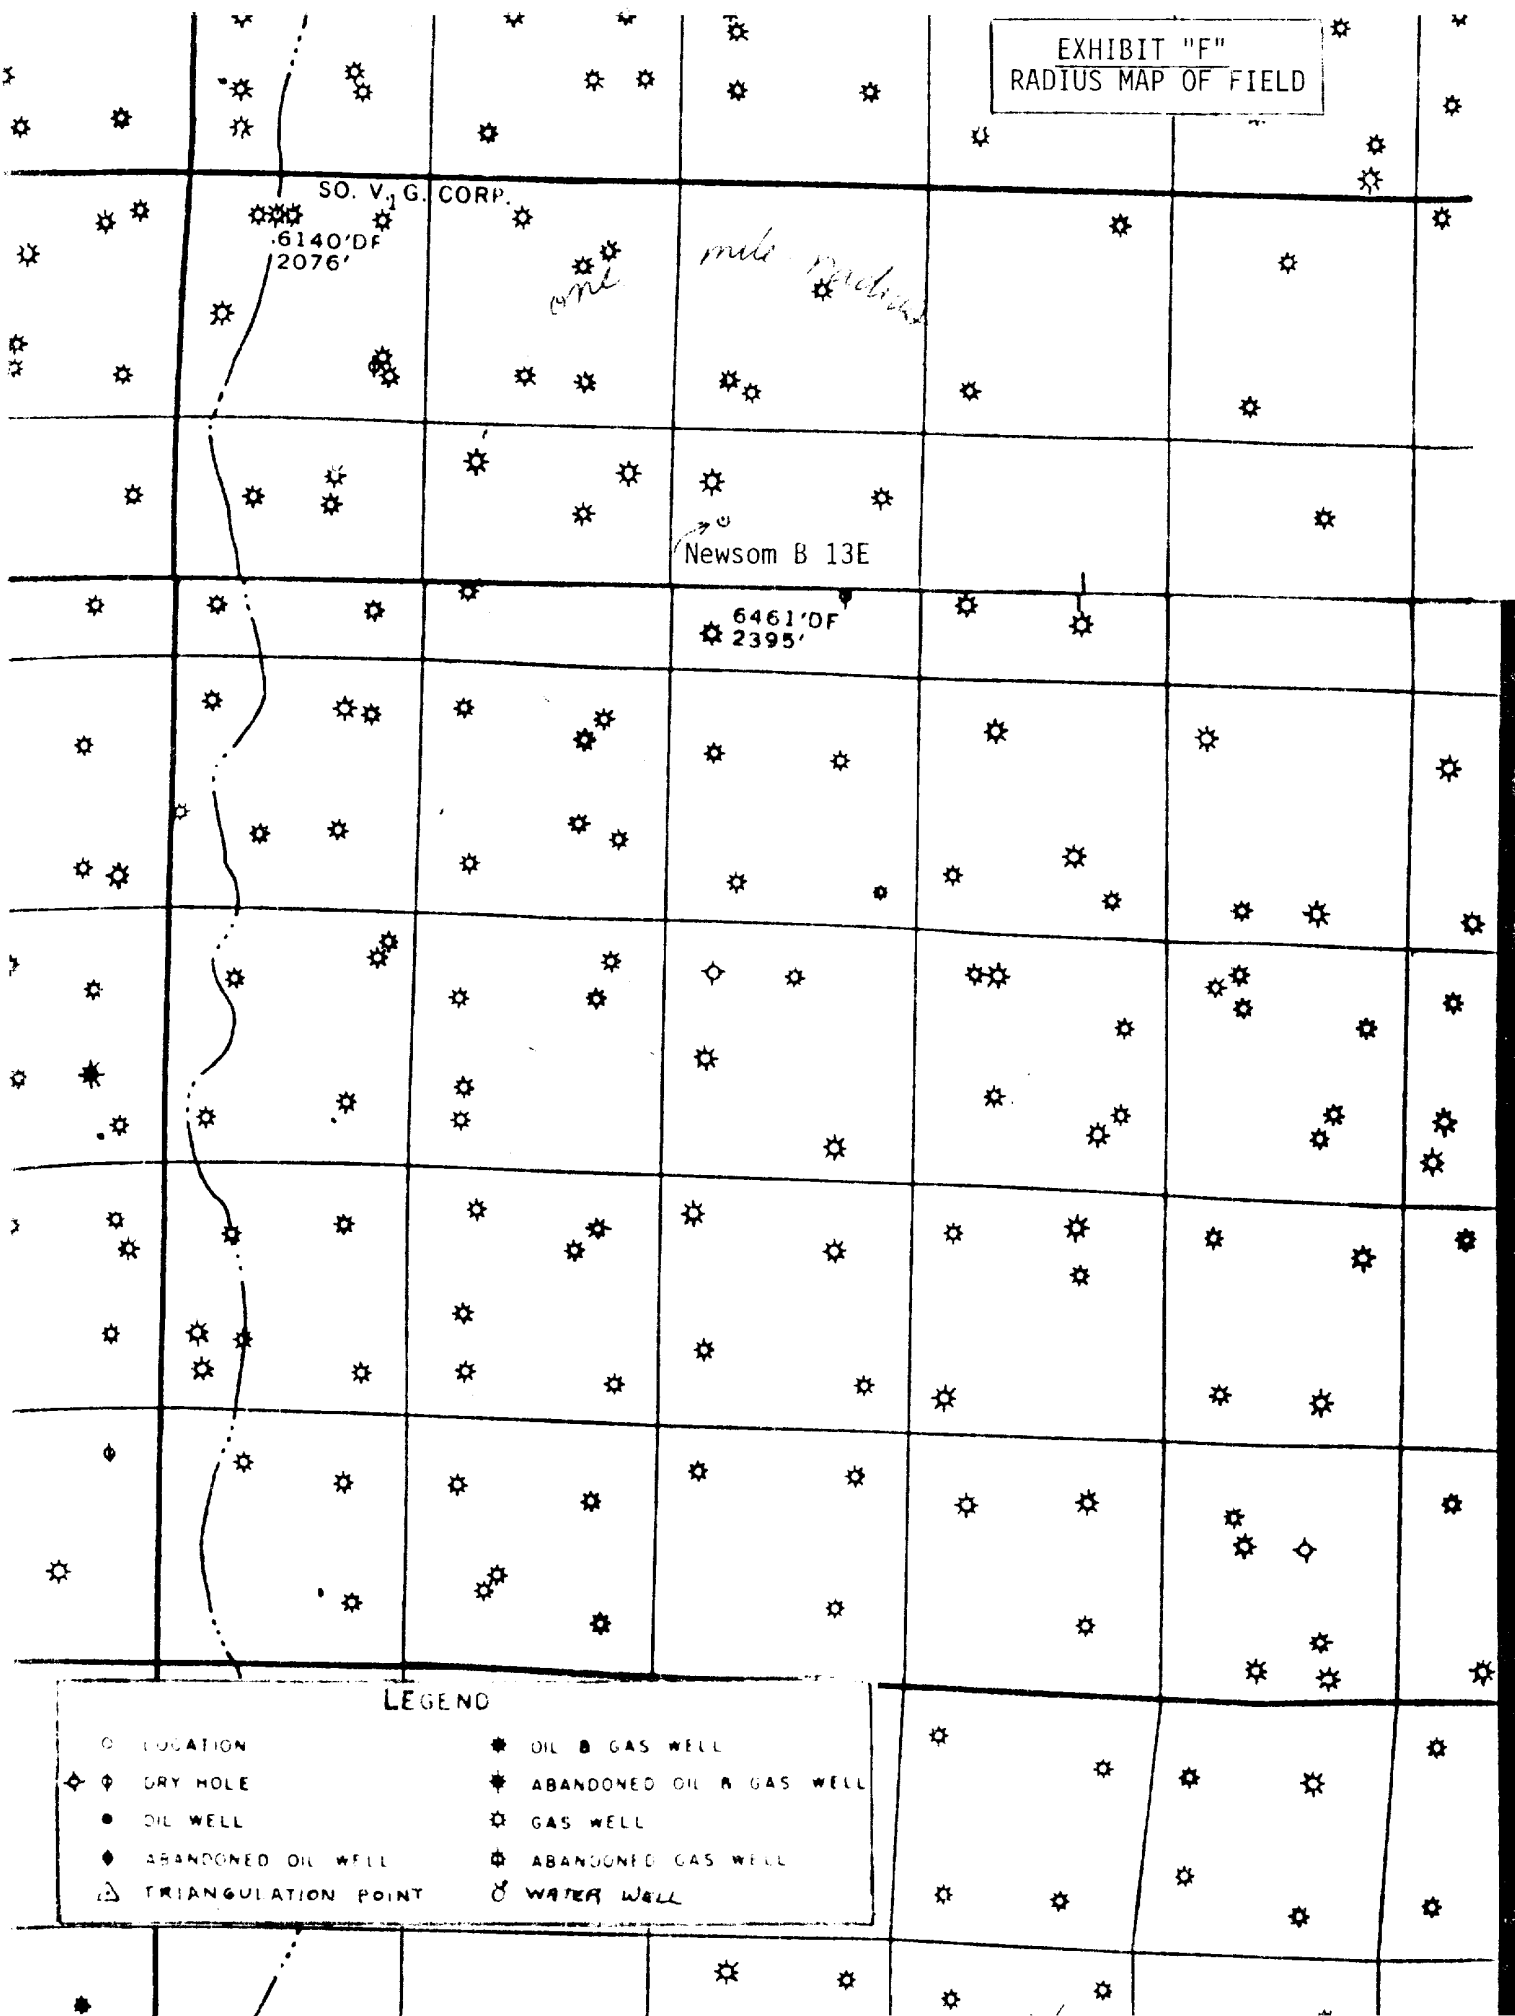 EXHIBIT "F"
RADIUS MAP OF FIELD
SO. V. G. CORP.
1
6140'DF
2076'
one mile radius
Newsom B 13E
6461'DF
2395'
LEGEND
LOCATION
DRY HOLE
OIL WELL
ABANDONED OIL WELL
TRIANGULATION POINT
OIL & GAS WELL
ABANDONED OIL & GAS WELL
GAS WELL
ABANDONED GAS WELL
WATER WELL